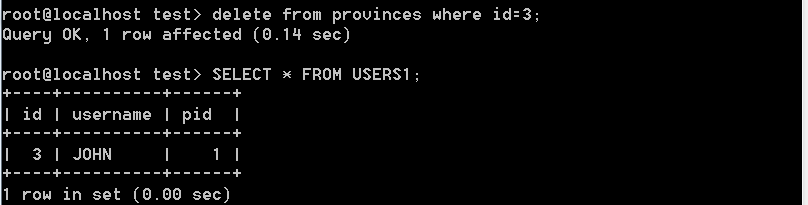 root@localhost test> delete from provinces where id=3;
Query OK, 1 row affected (0.14 sec)
root@localhost test> SELECT * FROM USERS1;
+----+----------+------+
| id | username | pid  |
+----+----------+------+
|  3 | JOHN     |    1 |
+----+----------+------+
1 row in set (0.00 sec)